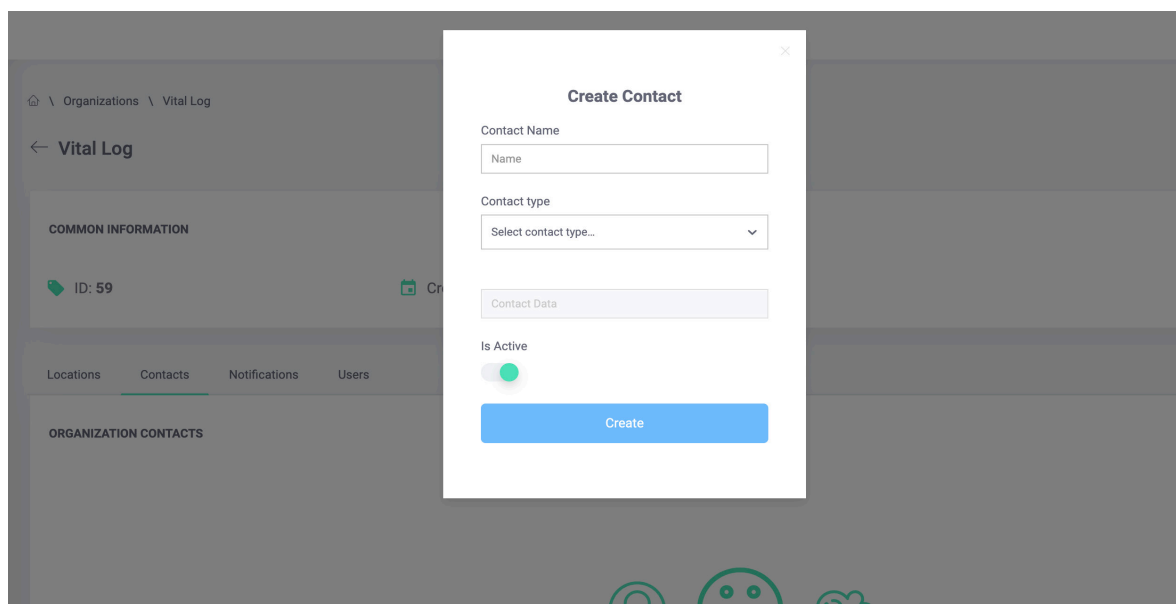 Create Contact
Contact Name
Name
Contact type
Select contact type...
Contact Data
Is Active
Create
\ Organizations \ Vital Log
Vital Log
COMMON INFORMATION
ID: 59
Locations Contacts Notifications Users
ORGANIZATION CONTACTS